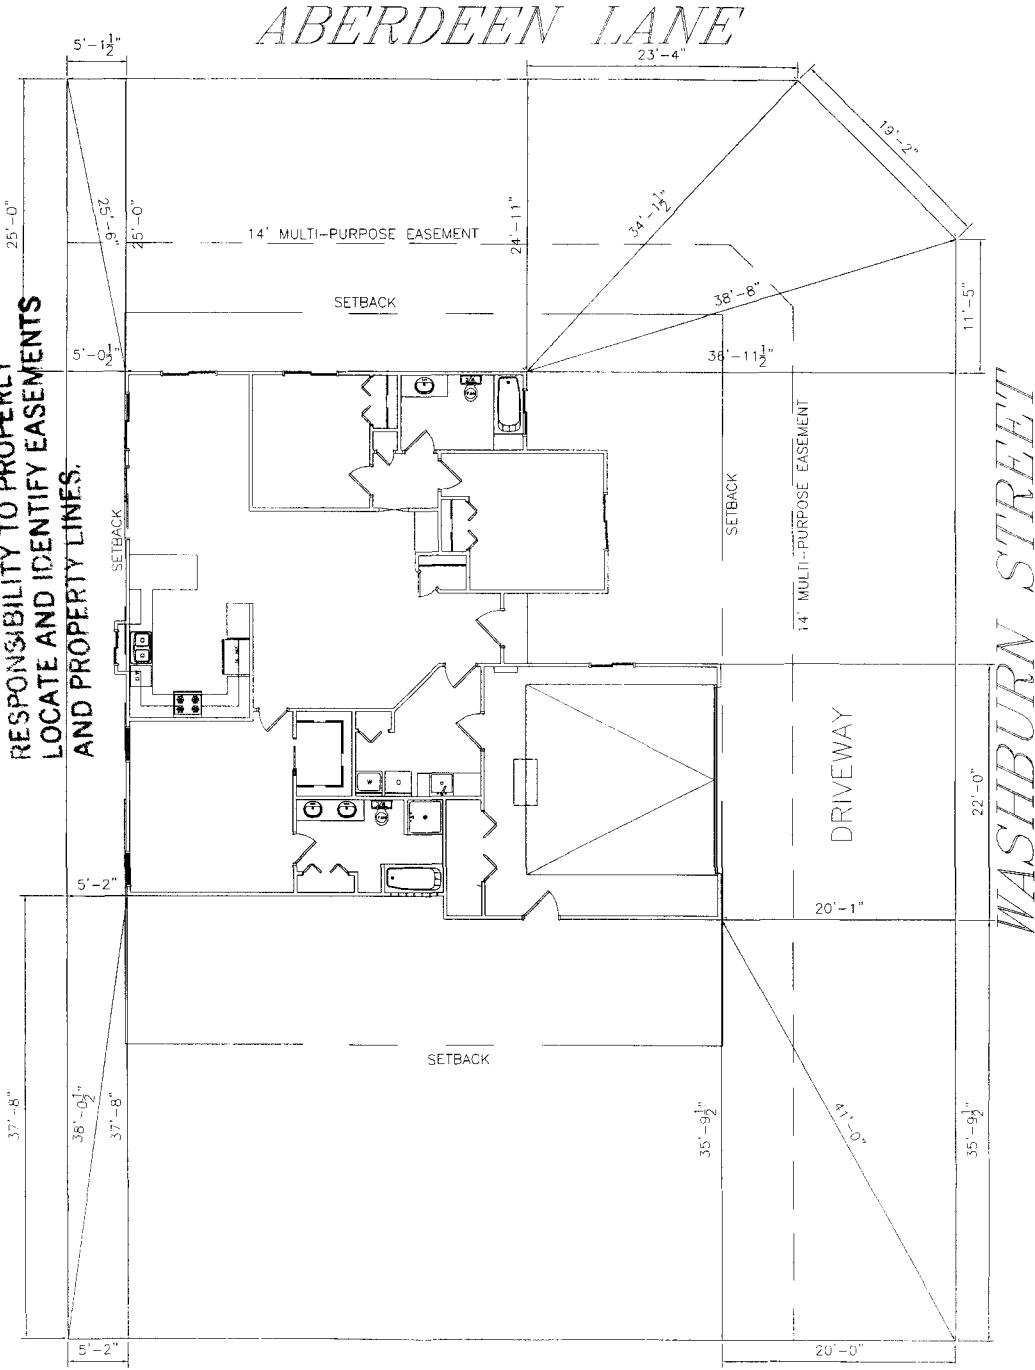 ABERDEEN LANE
5'-1½"
23'-4"
19'-2"
25'-0"
25'-6"
25'-0"
14' MULTI-PURPOSE EASEMENT
24'-11"
34'-1½"
38'-8"
11'-5"
SETBACK
5'-0½"
36'-11½"
RESPONSIBILITY TO PROPERLY
LOCATE AND IDENTIFY EASEMENTS
AND PROPERTY LINES.
SETBACK
SETBACK
14' MULTI-PURPOSE EASEMENT
WASHBURN STREET
DRIVEWAY
22'-0"
W
D
5'-2"
20'-1"
SETBACK
37'-8"
38'-0½"
37'-8"
35'-9½"
41'-0"
35'-9½"
5'-2"
20'-0"